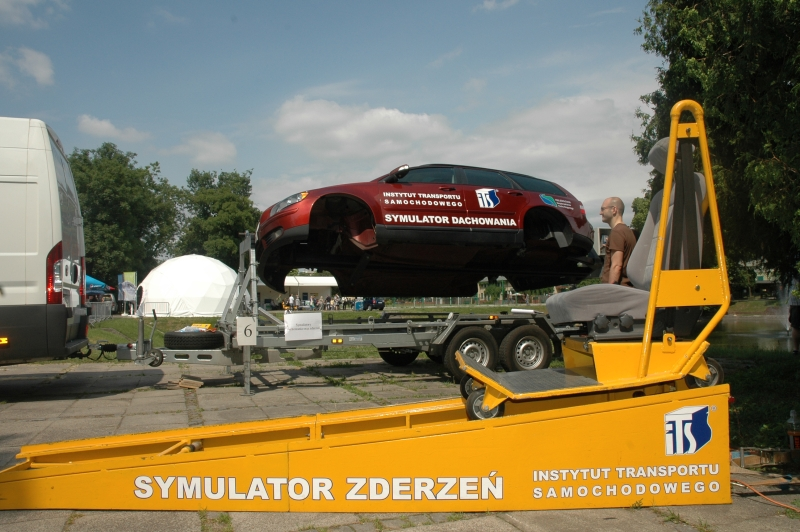 INSTYTUT TRANSPORTU
SAMOCHODOWEGO
iTS
SYMULATOR DACHOWANIA
6
iTS
SYMULATOR ZDERZEŃ
INSTYTUT TRANSPORTU
SAMOCHODOWEGO